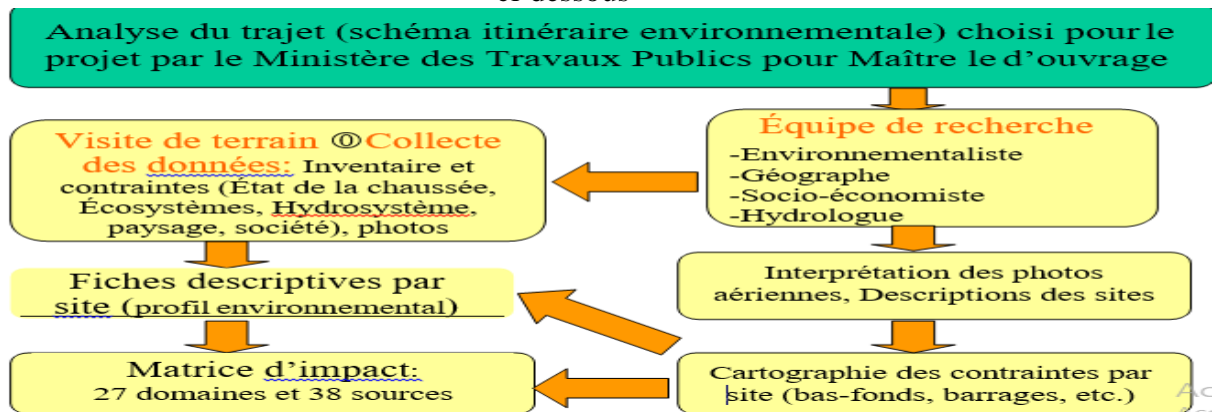 ci-dessous
Analyse du trajet (schéma itinéraire environnementale) choisi pour le
projet par le Ministère des Travaux Publics pour Maître le d’ouvrage
Équipe de recherche
-Environnementaliste
-Géographe
-Socio-économiste
-Hydrologue
Visite de terrain ⓪Collecte
des données: Inventaire et
contraintes (État de la chaussée,
Écosystèmes, Hydrosystème,
paysage, société), photos
Interprétation des photos
aériennes, Descriptions des sites
Fiches descriptives par
site (profil environnemental)
Cartographie des contraintes par
site (bas-fonds, barrages, etc.)
Matrice d’impact:
27 domaines et 38 sources